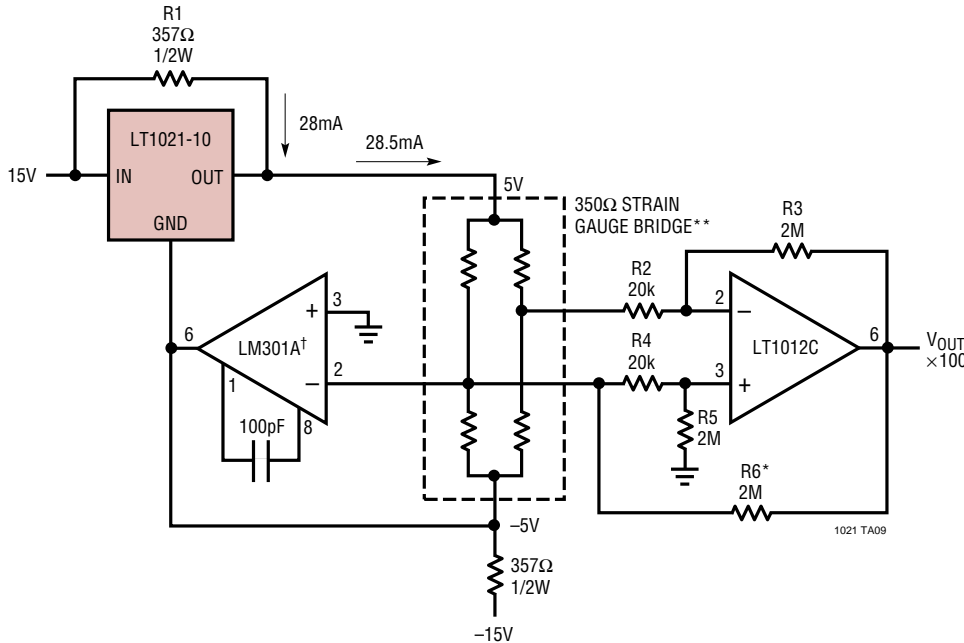 R1
357Ω
1/2W
LT1021-10
28mA
28.5mA
15V
IN
OUT
GND
5V
350Ω STRAIN
GAUGE BRIDGE**
R3
2M
R2
20k
6
3
+
LM301A†
2
–
1
8
100pF
2
–
LT1012C
6
VOUT
×100
R4
20k
3
+
R5
2M
R6*
2M
1021 TA09
–5V
357Ω
1/2W
–15V